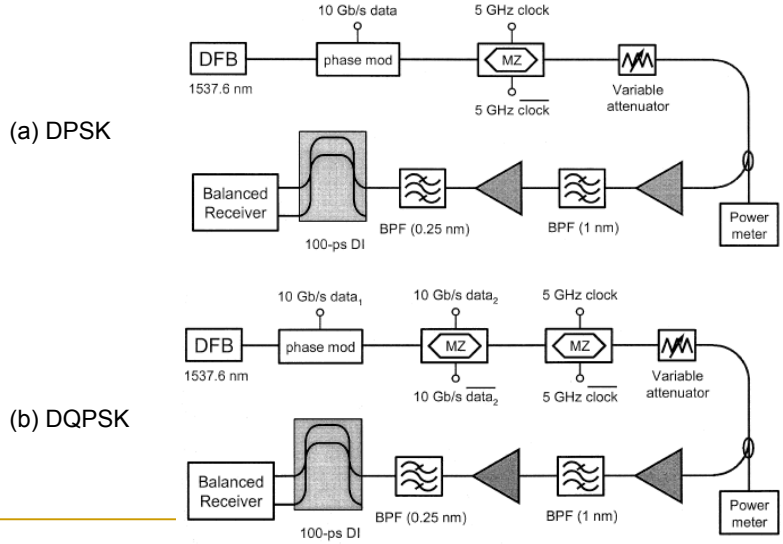 10 Gb/s data
5 GHz clock
DFB
phase mod
MZ
1537.6 nm
5 GHz clock
Variable
attenuator
(a) DPSK
Balanced
Receiver
100-ps DI
BPF (0.25 nm)
BPF (1 nm)
Power
meter
10 Gb/s data₁
10 Gb/s data₂
5 GHz clock
DFB
phase mod
MZ
MZ
1537.6 nm
10 Gb/s data₂
5 GHz clock
Variable
attenuator
(b) DQPSK
Balanced
Receiver
100-ps DI
BPF (0.25 nm)
BPF (1 nm)
Power
meter